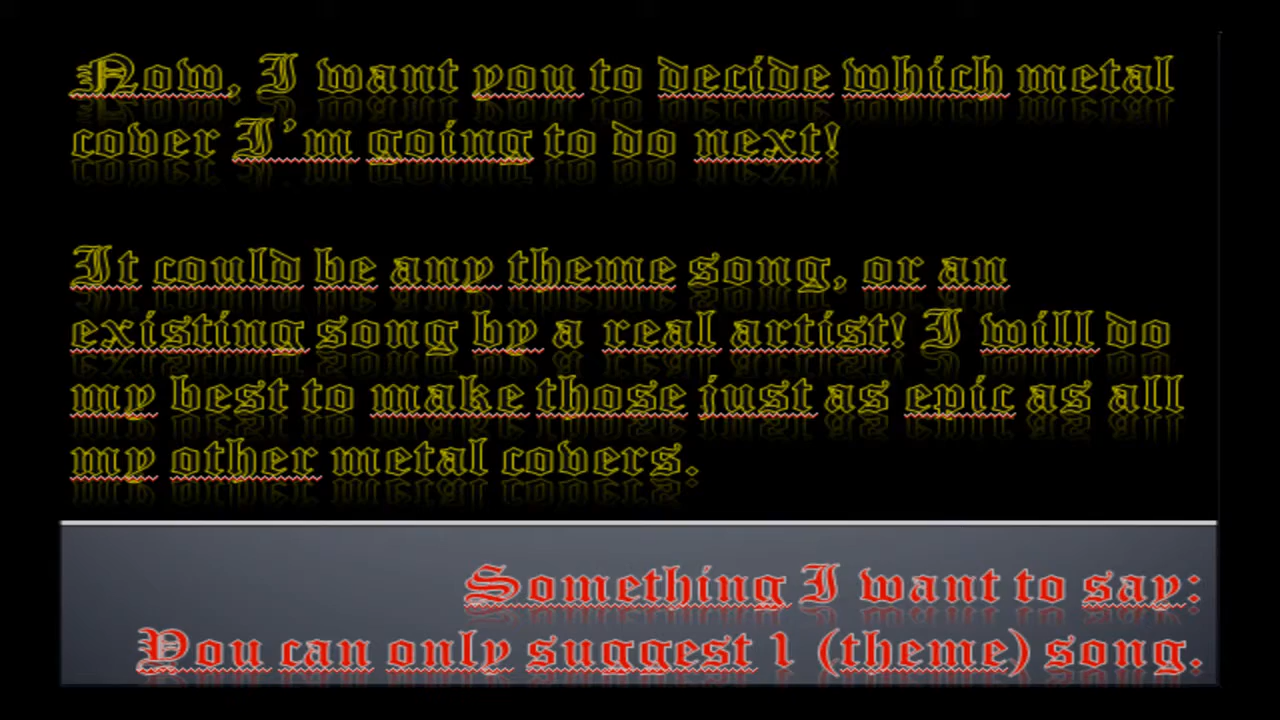 Now, I want you to decide which metal
cover I'm going to do next!
It could be any theme song, or an
existing song by a real artist! I will do
my best to make those just as epic as all
my other metal covers.
Something I want to say:
You can only suggest 1 (theme) song.